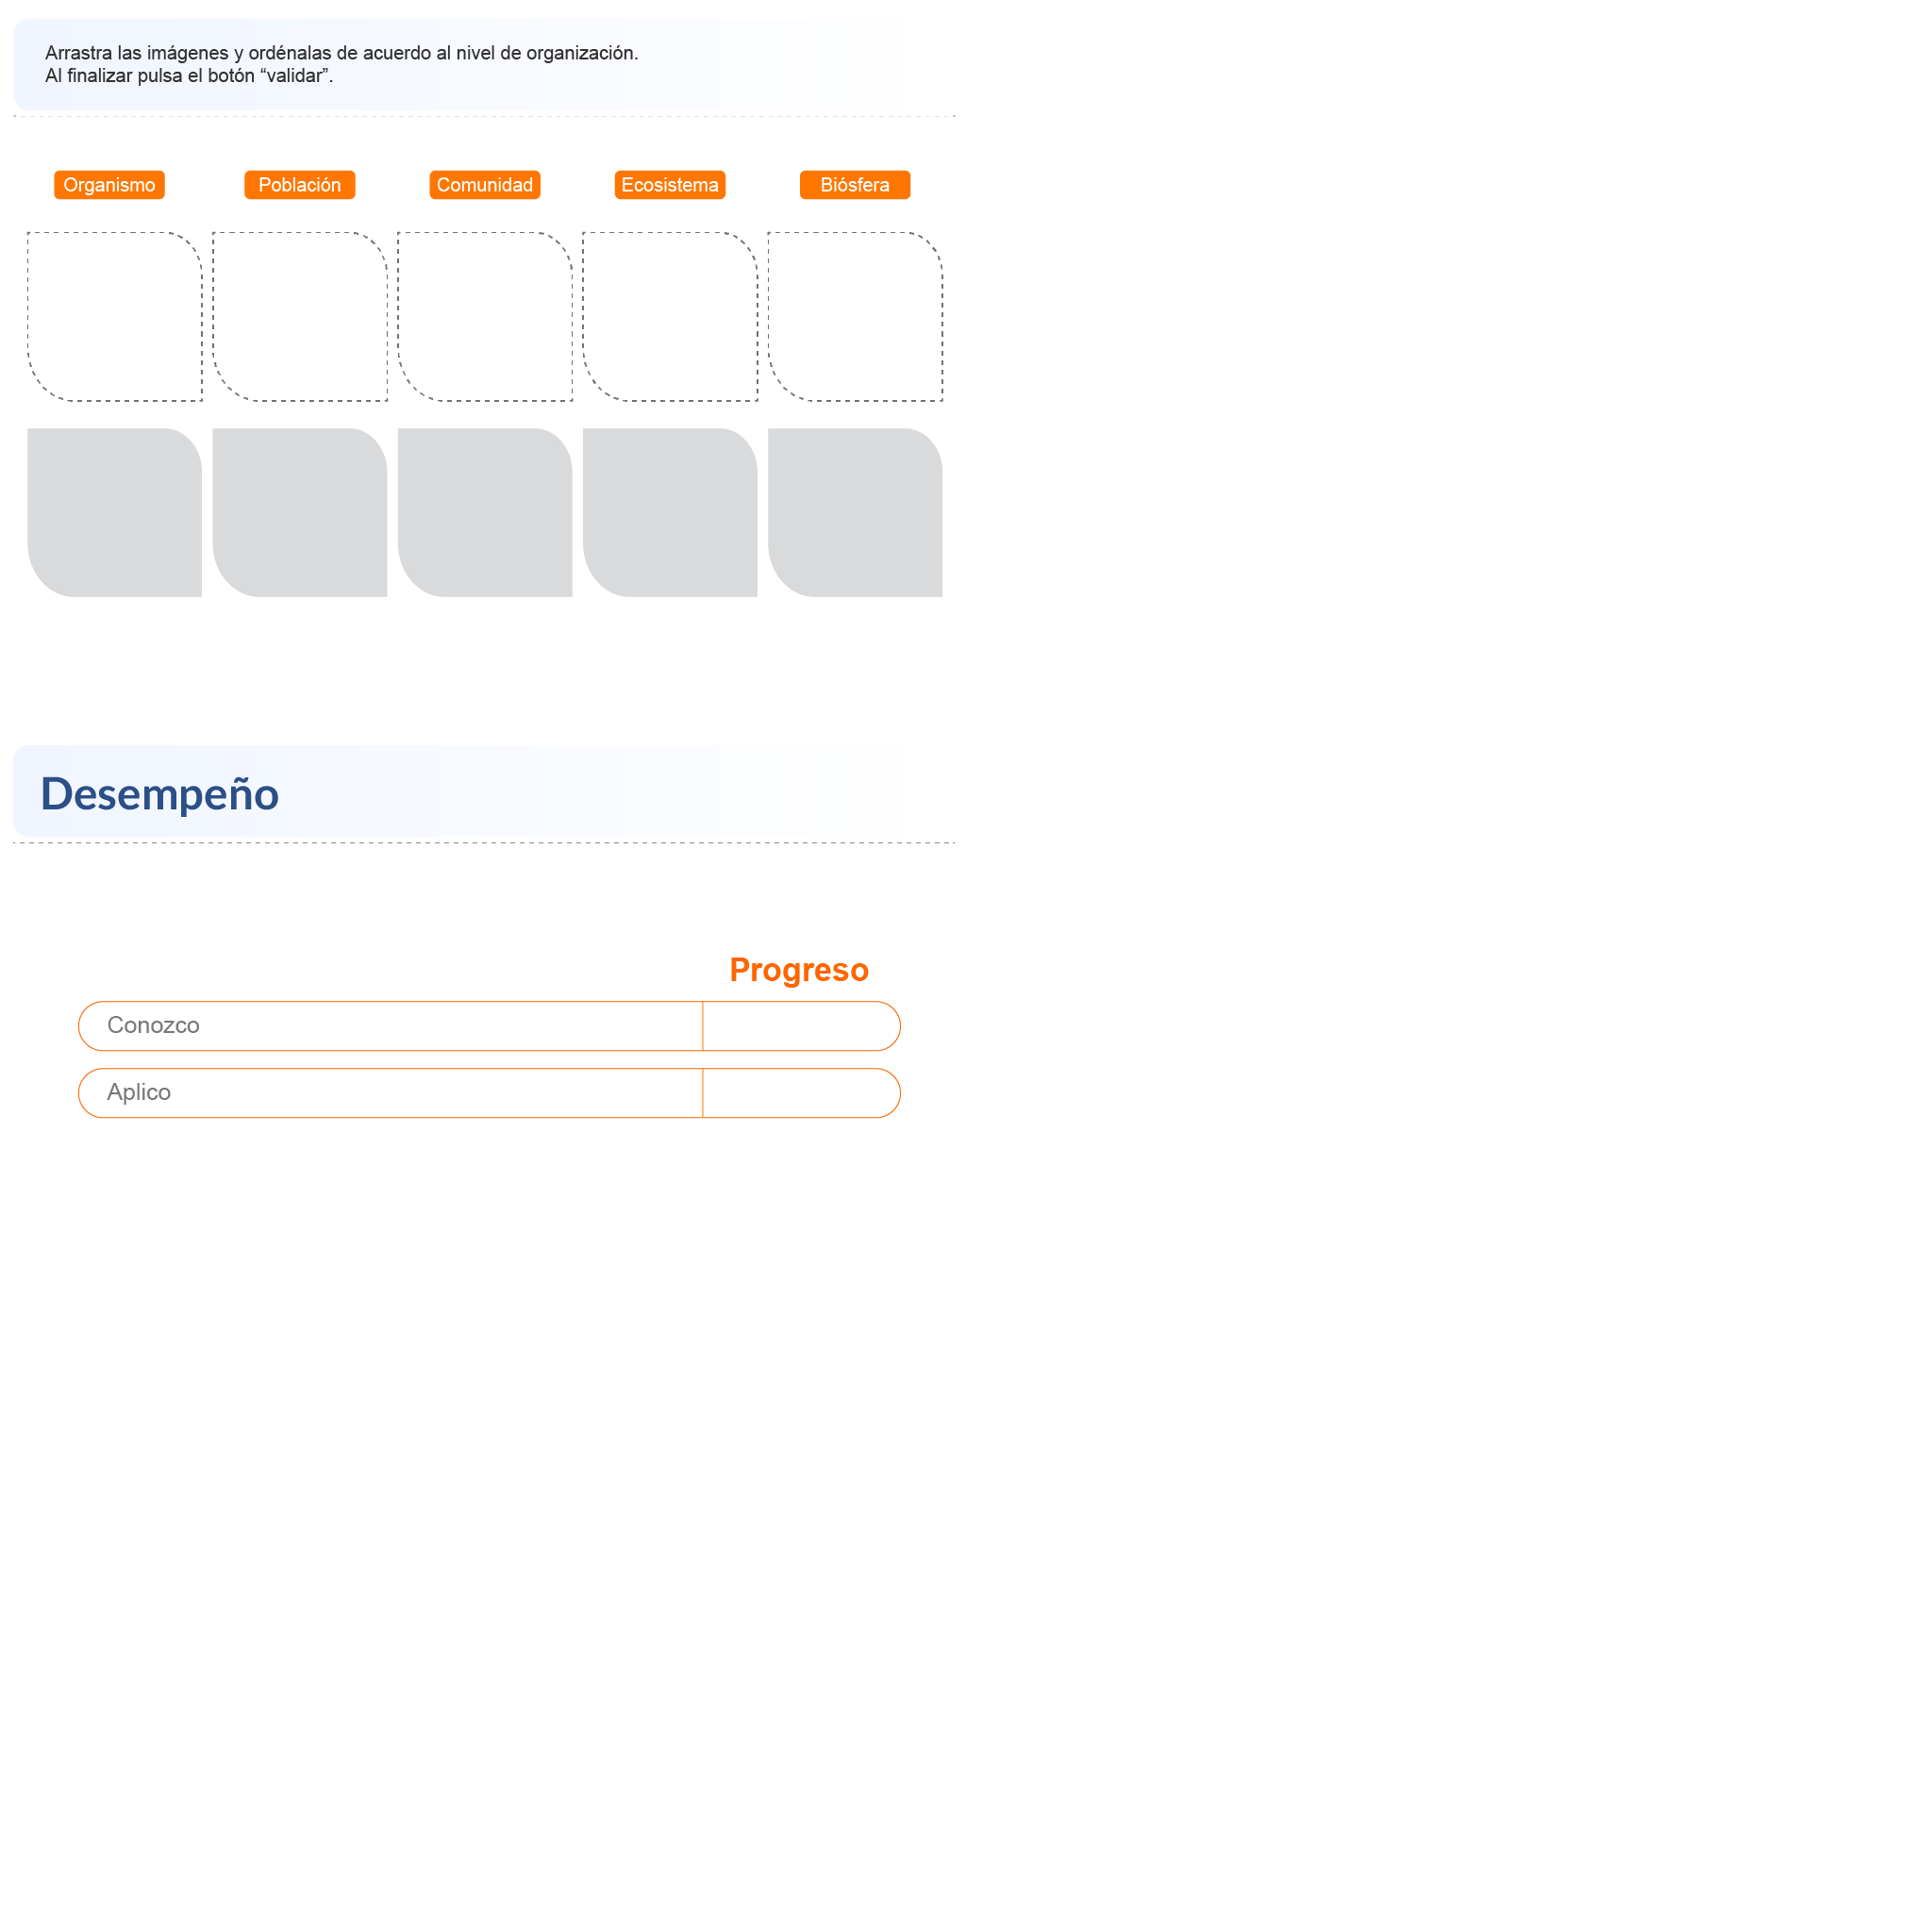 Arrastra las imágenes y ordénalas de acuerdo al nivel de organización.
Al finalizar pulsa el botón “validar”.
Organismo Población Comunidad Ecosistema Biósfera
Desempeño
Progreso
Conozco
Aplico